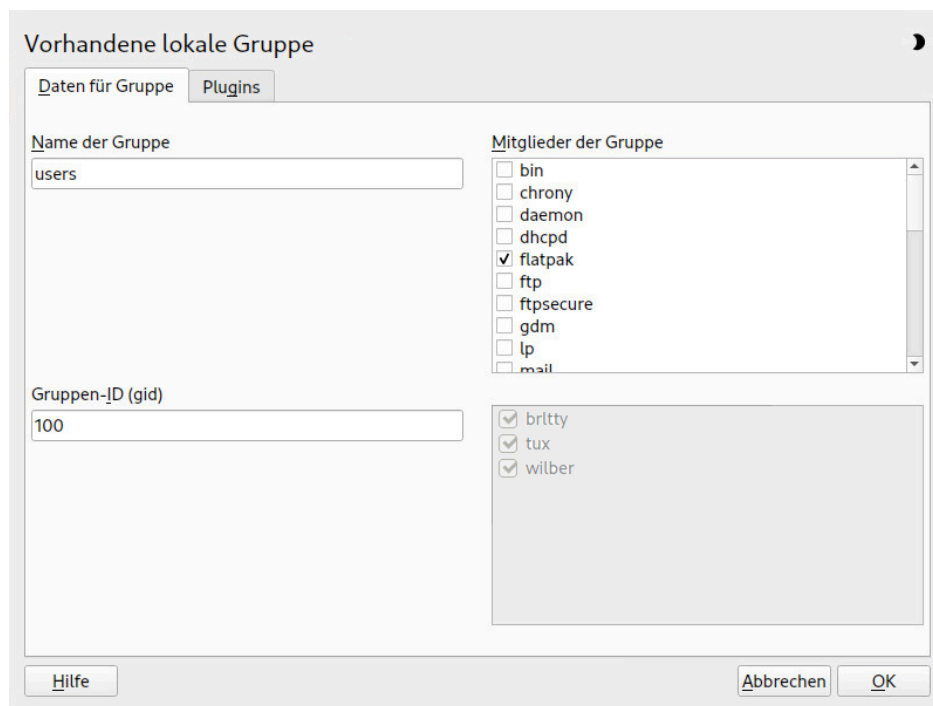 Vorhandene lokale Gruppe
Daten für Gruppe
Plugins
Name der Gruppe
users
Mitglieder der Gruppe
bin
chrony
daemon
dhcpd
flatpak
ftp
ftpsecure
gdm
lp
mail
Gruppen-ID (gid)
100
brltty
tux
wilber
Hilfe
Abbrechen
OK